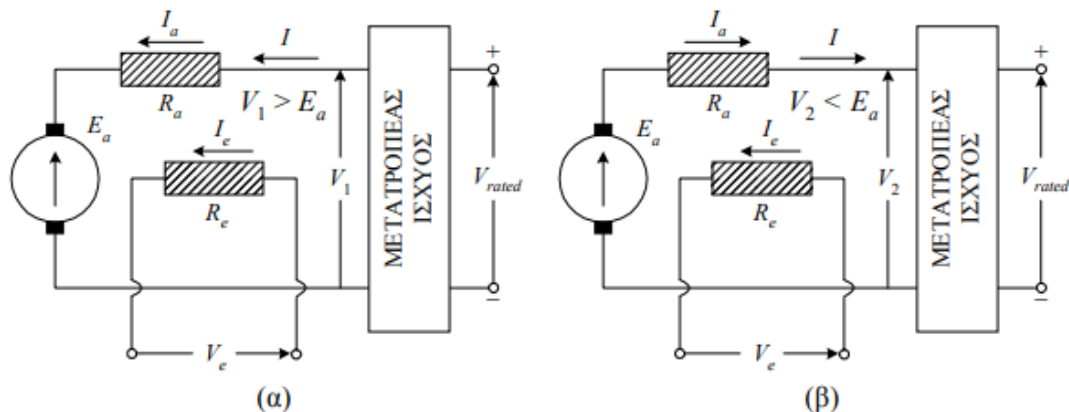 I_a
I
R_a
V_1 > E_a
E_a
I_e
R_e
V_1
ΜΕΤΑΤΡΟΠΕΑΣ
ΙΣΧΥΟΣ
+
V_rated
–
V_e
(α)
I_a
I
R_a
V_2 < E_a
E_a
I_e
R_e
V_2
ΜΕΤΑΤΡΟΠΕΑΣ
ΙΣΧΥΟΣ
+
V_rated
–
V_e
(β)